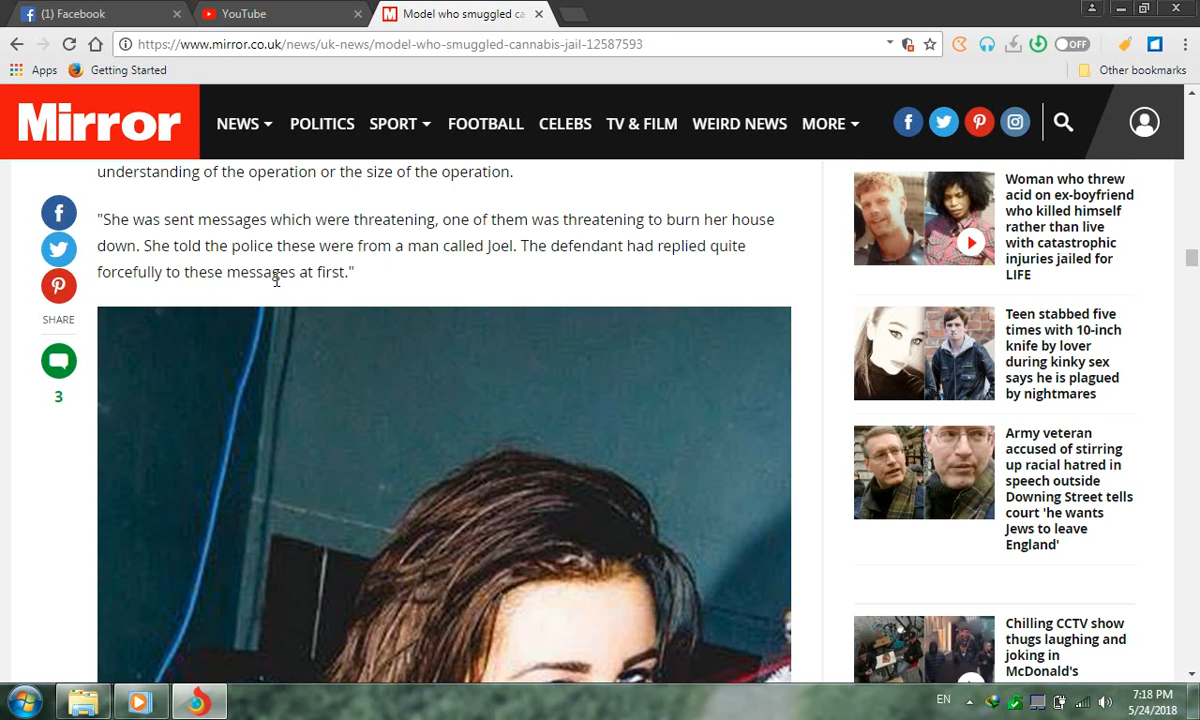 (1) Facebook
YouTube
Model who smuggled ca
https://www.mirror.co.uk/news/uk-news/model-who-smuggled-cannabis-jail-12587593
OFF
Apps
Getting Started
Other bookmarks
Mirror
NEWS
POLITICS
SPORT
FOOTBALL
CELEBS
TV & FILM
WEIRD NEWS
MORE
understanding of the operation or the size of the operation.
"She was sent messages which were threatening, one of them was threatening to burn her house
down. She told the police these were from a man called Joel. The defendant had replied quite
forcefully to these messages at first."
SHARE
3
Woman who threw
acid on ex-boyfriend
who killed himself
rather than live
with catastrophic
injuries jailed for
LIFE
Teen stabbed five
times with 10-inch
knife by lover
during kinky sex
says he is plagued
by nightmares
Army veteran
accused of stirring
up racial hatred in
speech outside
Downing Street tells
court 'he wants
Jews to leave
England'
Chilling CCTV show
thugs laughing and
joking in
McDonald's
EN
7:18 PM
5/24/2018